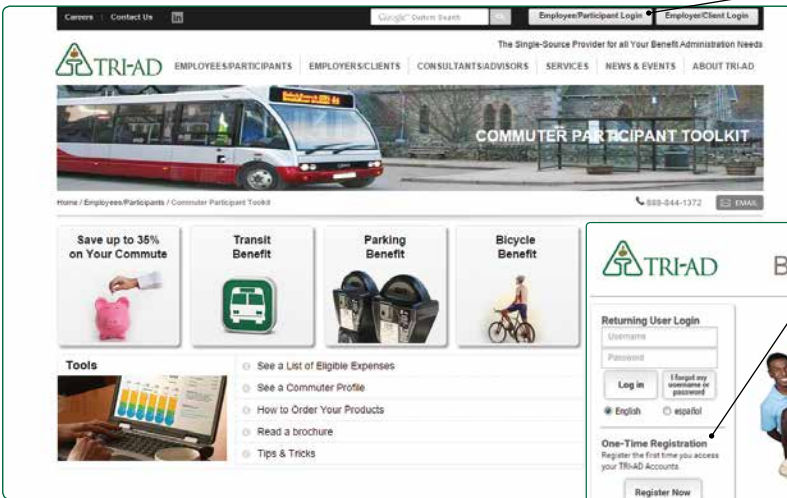 Careers Contact Us in Google™ Custom Search Employee/Participant Login Employer/Client Login
The Single-Source Provider for all Your Benefit Administration Needs
TRI-AD EMPLOYEES/PARTICIPANTS EMPLOYERS/CLIENTS CONSULTANTS/ADVISORS SERVICES NEWS & EVENTS ABOUT TRI-AD
COMMUTER PARTICIPANT TOOLKIT
Home / Employees/Participants / Commuter Participant Toolkit 888-844-1372 EMAIL
Save up to 35%
on Your Commute
Transit
Benefit
Parking
Benefit
Bicycle
Benefit
Tools
See a List of Eligible Expenses
See a Commuter Profile
How to Order Your Products
Read a brochure
Tips & Tricks
TRI-AD B
Returning User Login
Username
Password
Log in
I forgot my
username or
password
English español
One-Time Registration
Register the first time you access
your TRI-AD Accounts.
Register Now